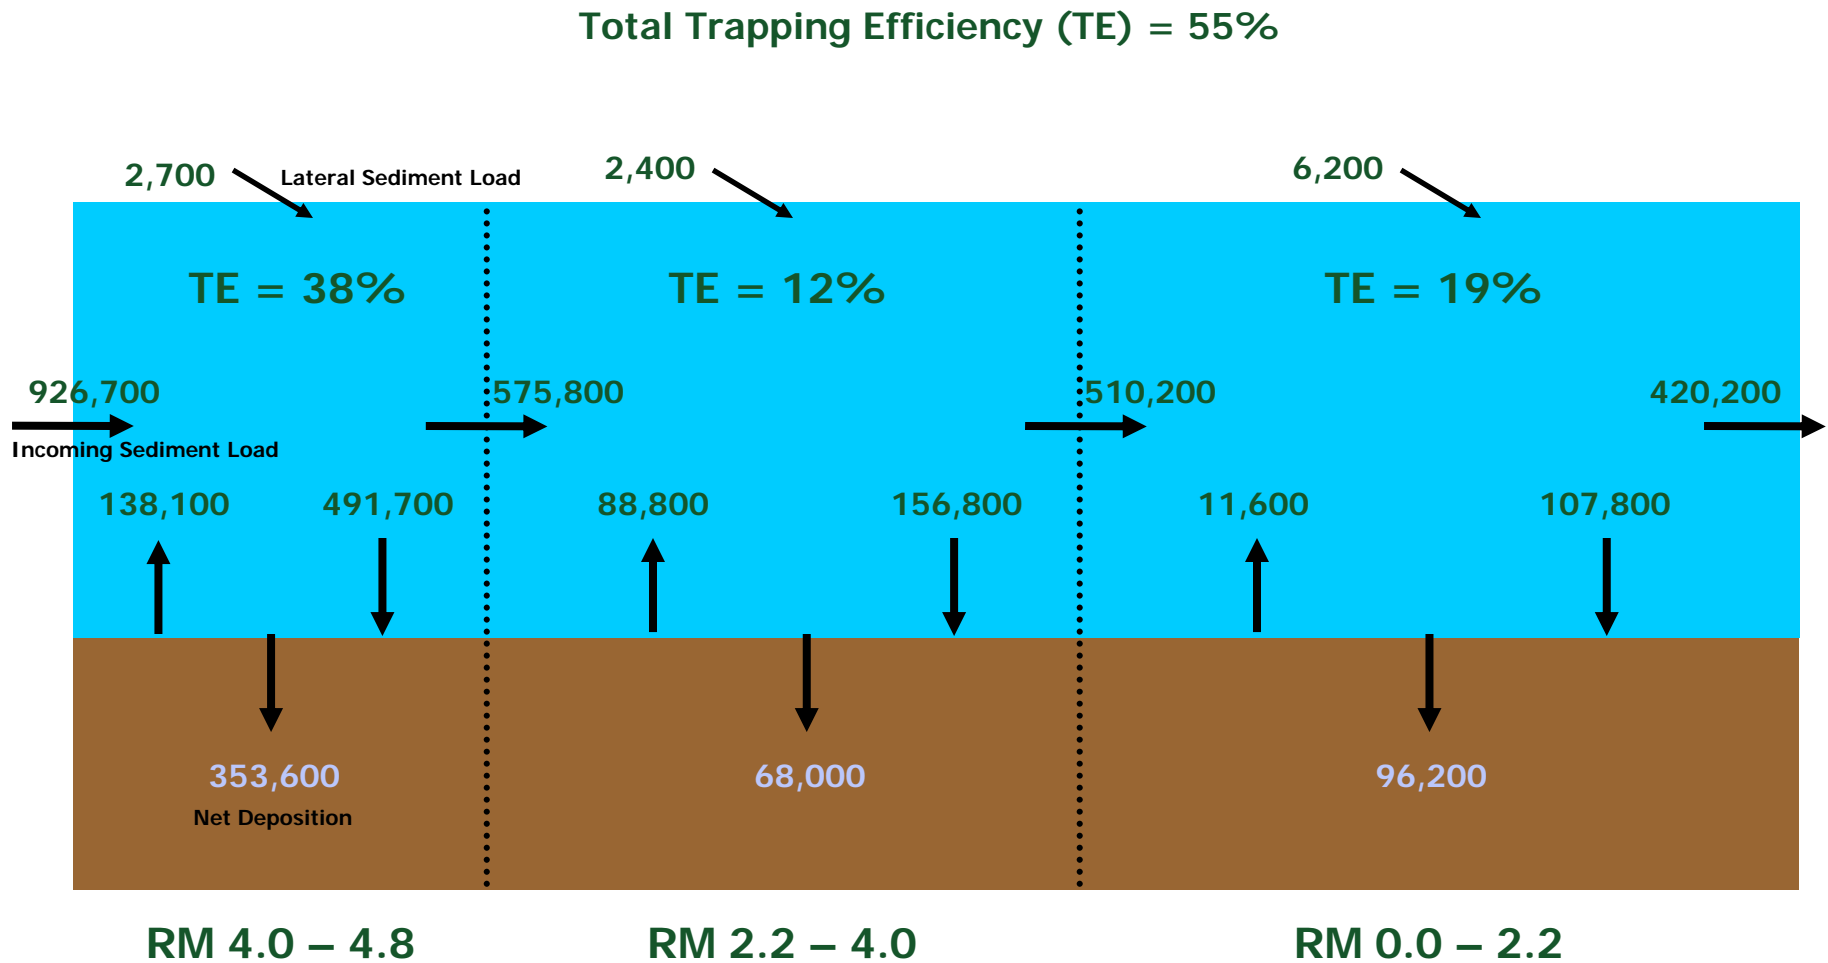 Total Trapping Efficiency (TE) = 55%
2,700
Lateral Sediment Load
2,400
6,200
TE = 38%
TE = 12%
TE = 19%
926,700
575,800
510,200
420,200
Incoming Sediment Load
138,100
491,700
88,800
156,800
11,600
107,800
353,600
68,000
96,200
Net Deposition
RM 4.0 – 4.8
RM 2.2 – 4.0
RM 0.0 – 2.2